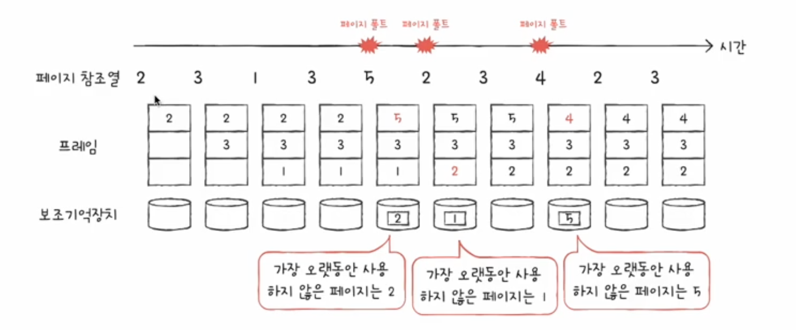 페이지 폴트 페이지 폴트 페이지 폴트
시간
페이지 참조열 2 3 1 3 5 2 3 4 2 3
2 2 2 2 5 5 5 4 4 4
프레임 3 3 3 3 3 3 3 3 3
1 1 1 2 2 2 2 2
보조기억장치 2 1 5
가장 오랫동안 사용
하지 않은 페이지는 2
가장 오랫동안 사용
하지 않은 페이지는 1
가장 오랫동안 사용
하지 않은 페이지는 5